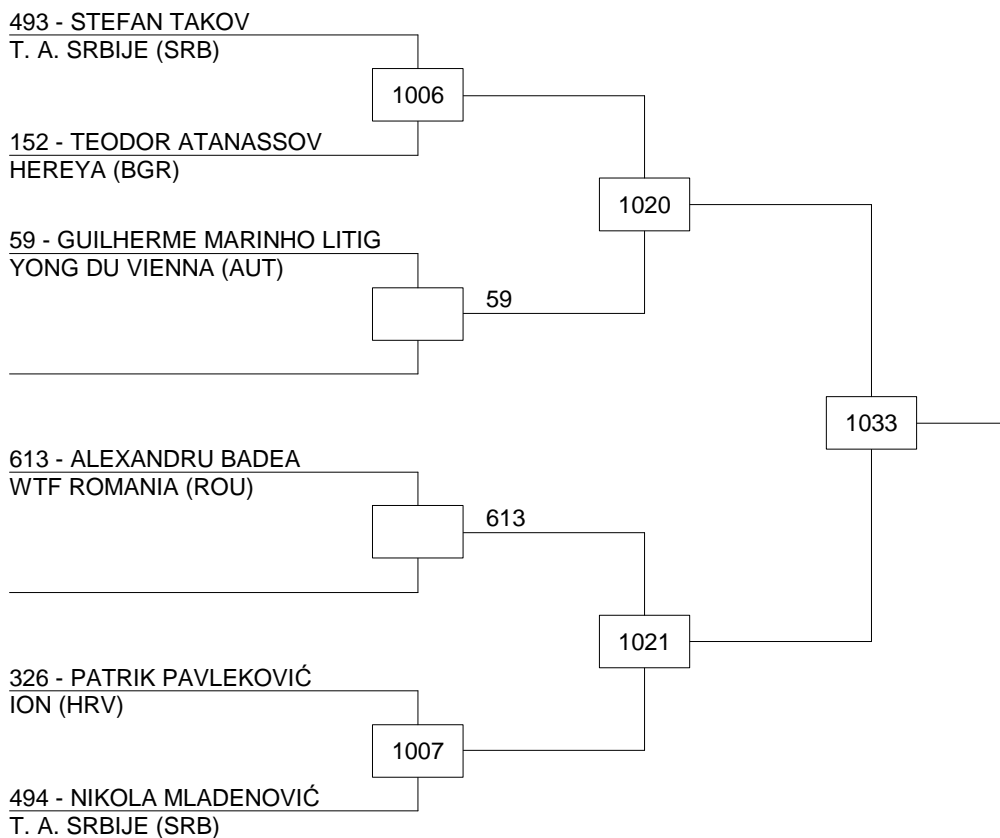 493 - STEFAN TAKOV
T. A. SRBIJE (SRB)
1006
152 - TEODOR ATANASSOV
HEREYA (BGR)
1020
59 - GUILHERME MARINHO LITIG
YONG DU VIENNA (AUT)
59
1033
613 - ALEXANDRU BADEA
WTF ROMANIA (ROU)
613
1021
326 - PATRIK PAVLEKOVIĆ
ION (HRV)
1007
494 - NIKOLA MLADENOVIĆ
T. A. SRBIJE (SRB)